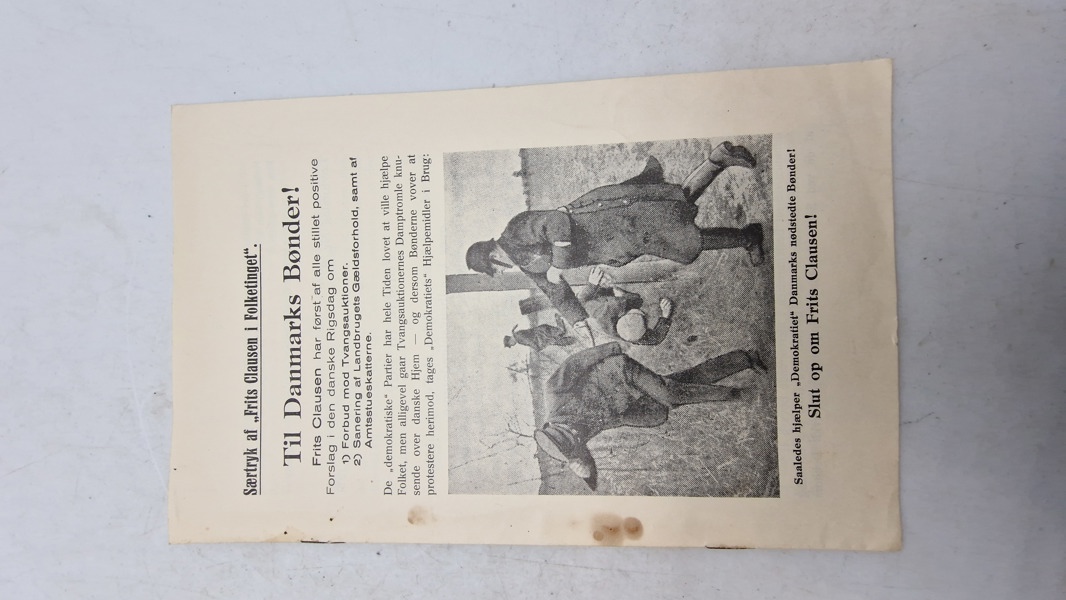 Særtryk af „Frits Clausen i Folketinget“.
Til Danmarks Bønder!
Frits Clausen har først af alle stillet positive
Forslag i den danske Rigsdag om
1) Forbud mod Tvangsauktioner.
2) Sanering af Landbrugets Gældsforhold, samt af
Amtsstueskatterne.
De „demokratiske“ Partier har hele Tiden lovet at ville hjælpe
Folket, men alligevel gaar Tvangsauktionernes Damptromle knu-
sende over danske Hjem — og dersom Bønderne vover at
protestere herimod, tages „Demokratiets“ Hjælpemidler i Brug:
Saaledes hjælper „Demokratiet“ Danmarks nødstedte Bønder!
Slut op om Frits Clausen!